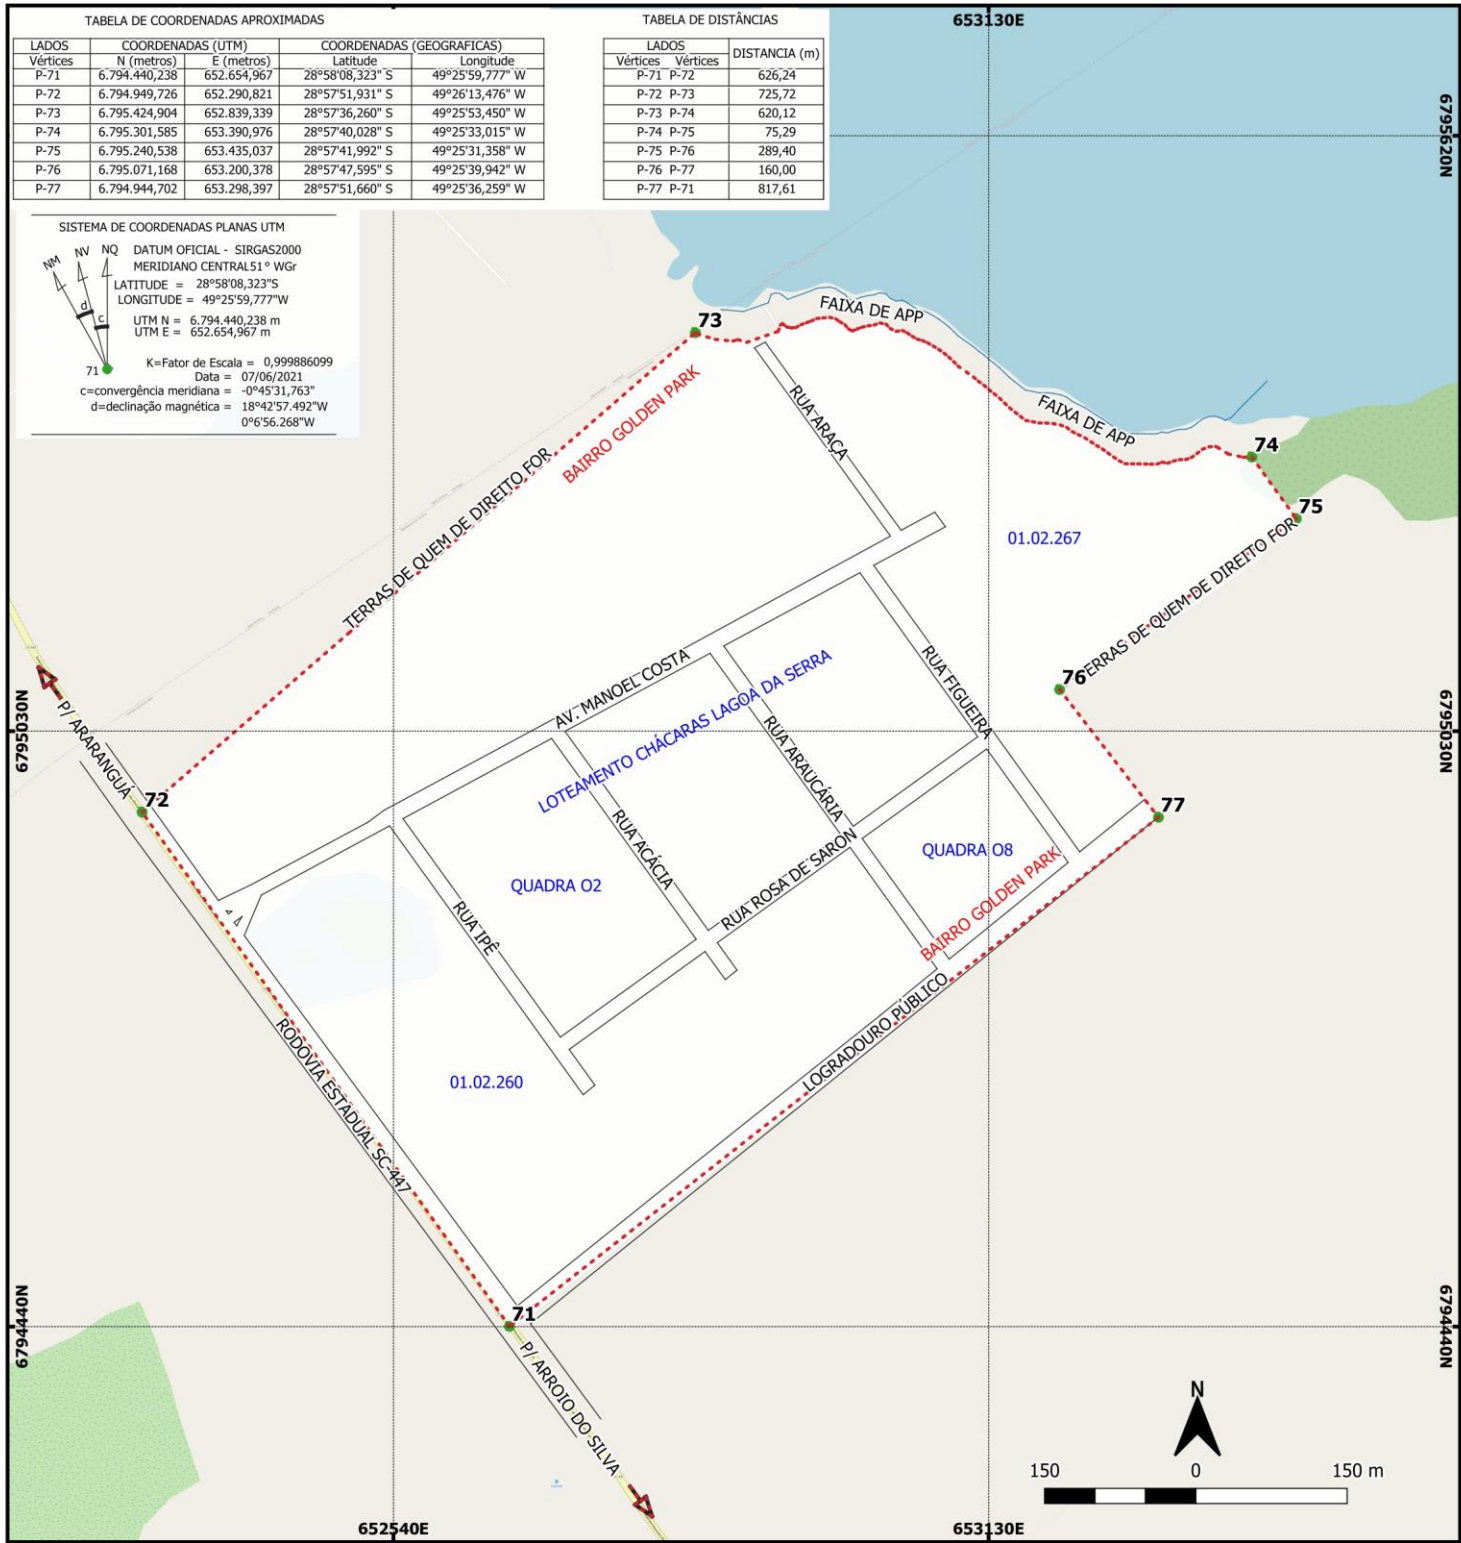 TABELA DE COORDENADAS APROXIMADAS
LADOS COORDENADAS (UTM) COORDENADAS (GEOGRAFICAS)
Vértices N (metros) E (metros) Latitude Longitude
P-71 6.794.440,238 652.654,967 28°58'08,323" S 49°25'59,777" W
P-72 6.794.949,726 652.290,821 28°57'51,931" S 49°26'13,476" W
P-73 6.795.424,904 652.839,339 28°57'36,260" S 49°25'53,450" W
P-74 6.795.301,585 653.390,976 28°57'40,028" S 49°25'33,015" W
P-75 6.795.240,538 653.435,037 28°57'41,992" S 49°25'31,358" W
P-76 6.795.071,168 653.200,378 28°57'47,595" S 49°25'39,942" W
P-77 6.794.944,702 653.298,397 28°57'51,660" S 49°25'36,259" W
TABELA DE DISTÂNCIAS
LADOS DISTANCIA (m)
Vértices Vértices
P-71 P-72 626,24
P-72 P-73 725,72
P-73 P-74 620,12
P-74 P-75 75,29
P-75 P-76 289,40
P-76 P-77 160,00
P-77 P-71 817,61
653130E
6795620N
SISTEMA DE COORDENADAS PLANAS UTM
NM NV NQ
d
c
71
DATUM OFICIAL - SIRGAS2000
MERIDIANO CENTRAL51° WGr
LATITUDE = 28°58'08,323"S
LONGITUDE = 49°25'59,777"W
UTM N = 6.794.440,238 m
UTM E = 652.654,967 m
K=Fator de Escala = 0,999886099
Data = 07/06/2021
c=convergência meridiana = -0°45'31,763"
d=declinação magnética = 18°42'57.492"W
0°6'56.268"W
73
FAIXA DE APP
FAIXA DE APP
74
75
BAIRRO GOLDEN PARK
RUA ARAÇA
TERRAS DE QUEM DE DIREITO FOR
01.02.267
TERRAS DE QUEM DE DIREITO FOR
AV. MANOEL COSTA
LOTEAMENTO CHÁCARAS LAGOA DA SERRA
RUA FIGUEIRA
76
RUA ARAUCÁRIA
6795030N
6795030N
P/ ARARANGUÁ
72
77
RUA ACÁCIA
QUADRA O2
RUA ROSA DE SARON
QUADRA O8
BAIRRO GOLDEN PARK
RUA IPÊ
LOGRADOURO PÚBLICO
RODOVIA ESTADUAL SC-447
01.02.260
71
6794440N
6794440N
P/ ARROIO DO SILVA
N
150 0 150 m
652540E
653130E